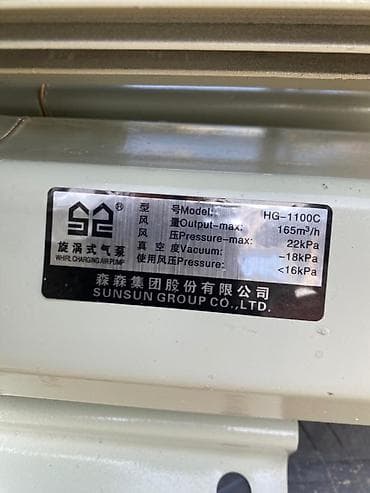 ®
型号Model: HG-1100C
风量Output-max: 165m³/h
风压Pressure-max: 22kPa
真空度Vacuum: -18kPa
使用风压Pressure: <16kPa
旋涡式气泵
WHIRL CHARGING AIR PUMP
森森集团股份有限公司
SUNSUN GROUP CO.,LTD.